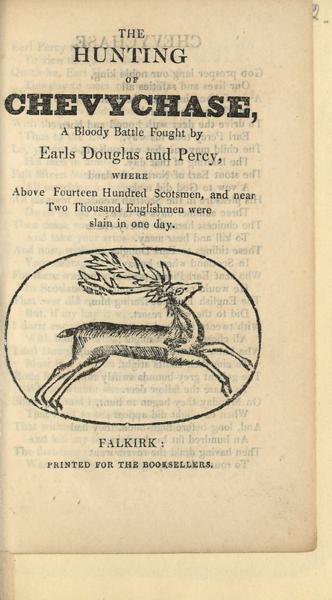 2.
THE
HUNTING
OF
CHEVYCHASE,
A Bloody Battle Fought by
Earls Douglas and Percy,
WHERE
Above Fourteen Hundred Scotsmen, and near
Two Thousand Englishmen were
slain in one day.
FALKIRK:
PRINTED FOR THE BOOKSELLERS.